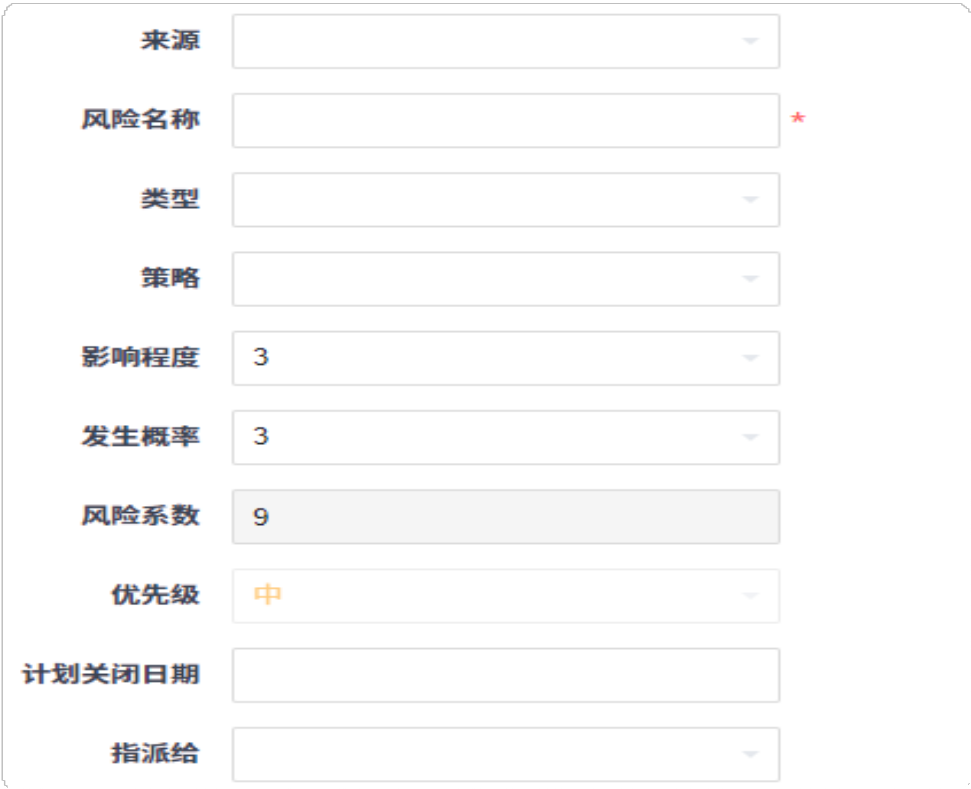 来源
风险名称 *
类型
策略
影响程度 3
发生概率 3
风险系数 9
优先级 中
计划关闭日期
指派给